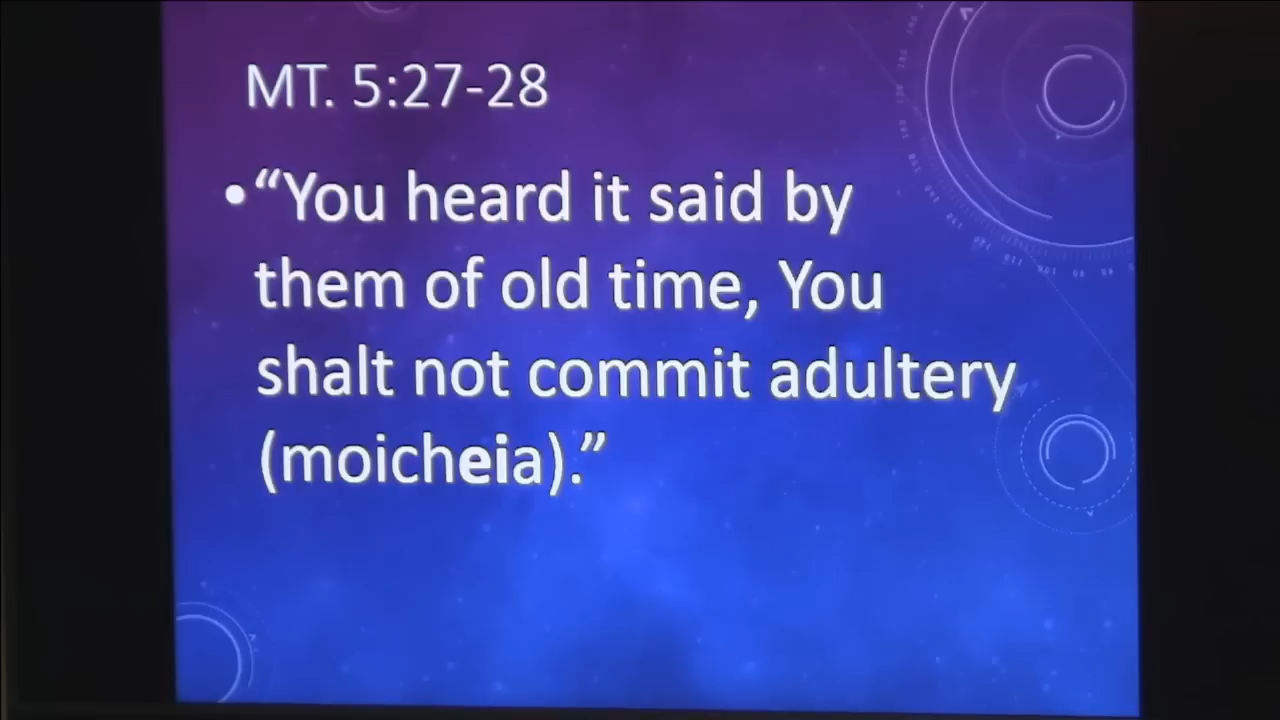 MT. 5:27-28
• “You heard it said by
them of old time, You
shalt not commit adultery
(moicheia).”